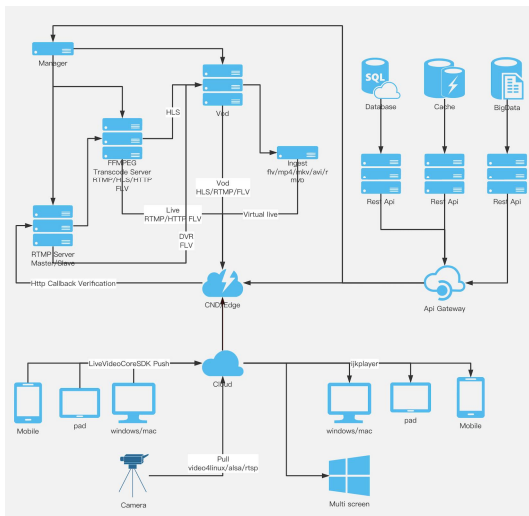 Manager
SQL
Database
Cache
BigData
HLS
Vod
FFMPEG
Transcode Server
RTMP/HLS/HTTP
FLV
Ingest
flv/mp4/mkv/avi/r
mvb
Vod
HLS/RTMP/FLV
Rest Api
Rest Api
Rest Api
Live
RTMP/HTTP FLV
Virtual live
DVR
FLV
RTMP Server
Master/Slave
Http Callback Verification
CND/Edge
Api Gateway
LiveVideoCoreSDK Push
ijkplayer
Cloud
Mobile
pad
windows/mac
windows/mac
pad
Mobile
Pull
video4linux/alsa/rtsp
Camera
Multi screen